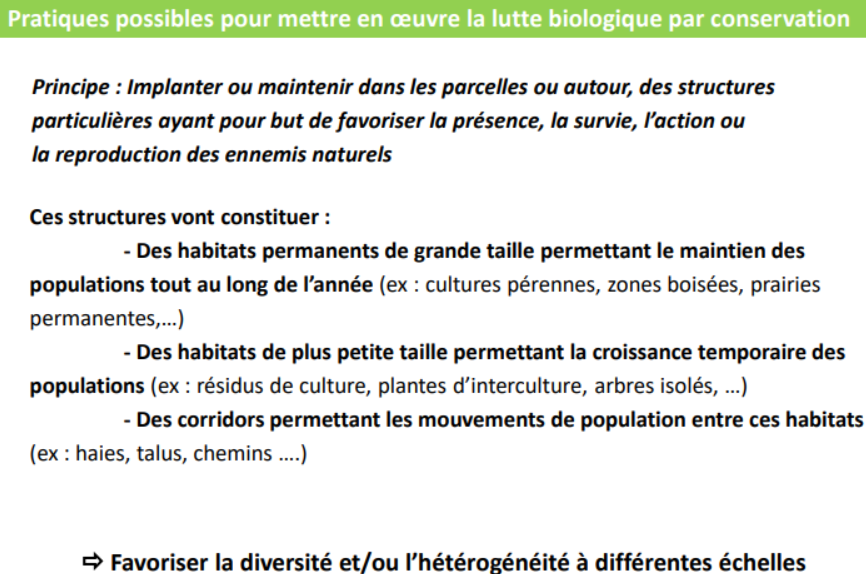 Pratiques possibles pour mettre en œuvre la lutte biologique par conservation
Principe : Implanter ou maintenir dans les parcelles ou autour, des structures
particulières ayant pour but de favoriser la présence, la survie, l’action ou
la reproduction des ennemis naturels
Ces structures vont constituer :
- Des habitats permanents de grande taille permettant le maintien des
populations tout au long de l’année (ex : cultures pérennes, zones boisées, prairies
permanentes,…)
- Des habitats de plus petite taille permettant la croissance temporaire des
populations (ex : résidus de culture, plantes d’interculture, arbres isolés, …)
- Des corridors permettant les mouvements de population entre ces habitats
(ex : haies, talus, chemins ….)
⇨ Favoriser la diversité et/ou l’hétérogénéité à différentes échelles